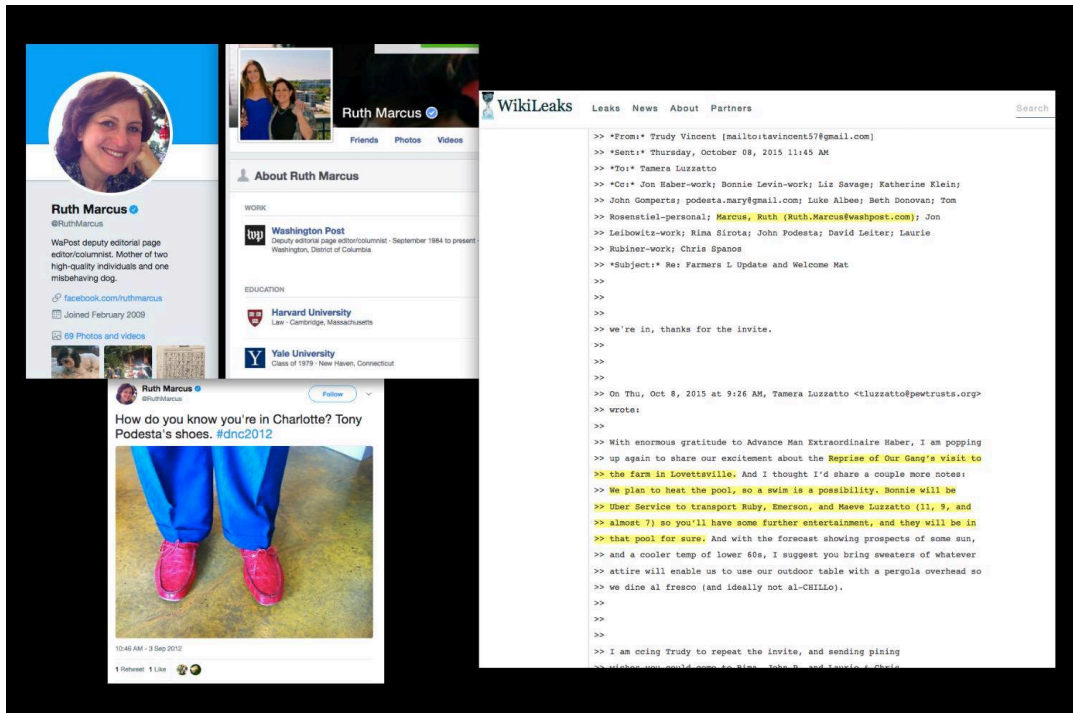 Ruth Marcus
@RuthMarcus
WaPost deputy editorial page
editor/columnist. Mother of two
high-quality individuals and one
misbehaving dog.
facebook.com/ruthmarcus
Joined February 2009
69 Photos and videos
Ruth Marcus
Friends Photos Videos
About Ruth Marcus
WORK
wp
Washington Post
Deputy editorial page editor/columnist · September 1984 to present ·
Washington, District of Columbia
EDUCATION
Harvard University
Law · Cambridge, Massachusetts
Y
Yale University
Class of 1979 · New Haven, Connecticut
Ruth Marcus
@RuthMarcus
Follow
How do you know you're in Charlotte? Tony
Podesta's shoes. #dnc2012
10:46 AM - 3 Sep 2012
1 Retweet 1 Like
WikiLeaks Leaks News About Partners Search
>> *From:* Trudy Vincent [mailto:tavincent57@gmail.com]
>> *Sent:* Thursday, October 08, 2015 11:45 AM
>> *To:* Tamera Luzzatto
>> *Cc:* Jon Haber-work; Bonnie Levin-work; Liz Savage; Katherine Klein;
>> John Gomperts; podesta.mary@gmail.com; Luke Albee; Beth Donovan; Tom
>> Rosenstiel-personal; Marcus, Ruth (Ruth.Marcus@washpost.com); Jon
>> Leibowitz-work; Rima Sirota; John Podesta; David Leiter; Laurie
>> Rubiner-work; Chris Spanos
>> *Subject:* Re: Farmers L Update and Welcome Mat
>>
>>
>>
>> we're in, thanks for the invite.
>>
>>
>>
>> On Thu, Oct 8, 2015 at 9:26 AM, Tamera Luzzatto <tluzzatto@pewtrusts.org>
>> wrote:
>>
>> With enormous gratitude to Advance Man Extraordinaire Haber, I am popping
>> up again to share our excitement about the Reprise of Our Gang's visit to
>> the farm in Lovettsville. And I thought I'd share a couple more notes:
>> We plan to heat the pool, so a swim is a possibility. Bonnie will be
>> Uber Service to transport Ruby, Emerson, and Maeve Luzzatto (11, 9, and
>> almost 7) so you'll have some further entertainment, and they will be in
>> that pool for sure. And with the forecast showing prospects of some sun,
>> and a cooler temp of lower 60s, I suggest you bring sweaters of whatever
>> attire will enable us to use our outdoor table with a pergola overhead so
>> we dine al fresco (and ideally not al-CHILLo).
>>
>>
>>
>> I am ccing Trudy to repeat the invite, and sending pining
>> wishes you could come to Rima, John P, and Laurie & Chris